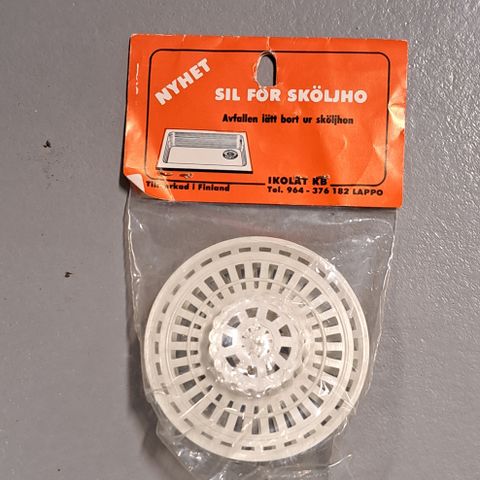 NYHET
SIL FÖR SKÖLJHO
Avfallen lätt bort ur sköljhon
Tillverkad i Finland
IKOLÄT KB
Tel. 964 - 376 182 LAPPO